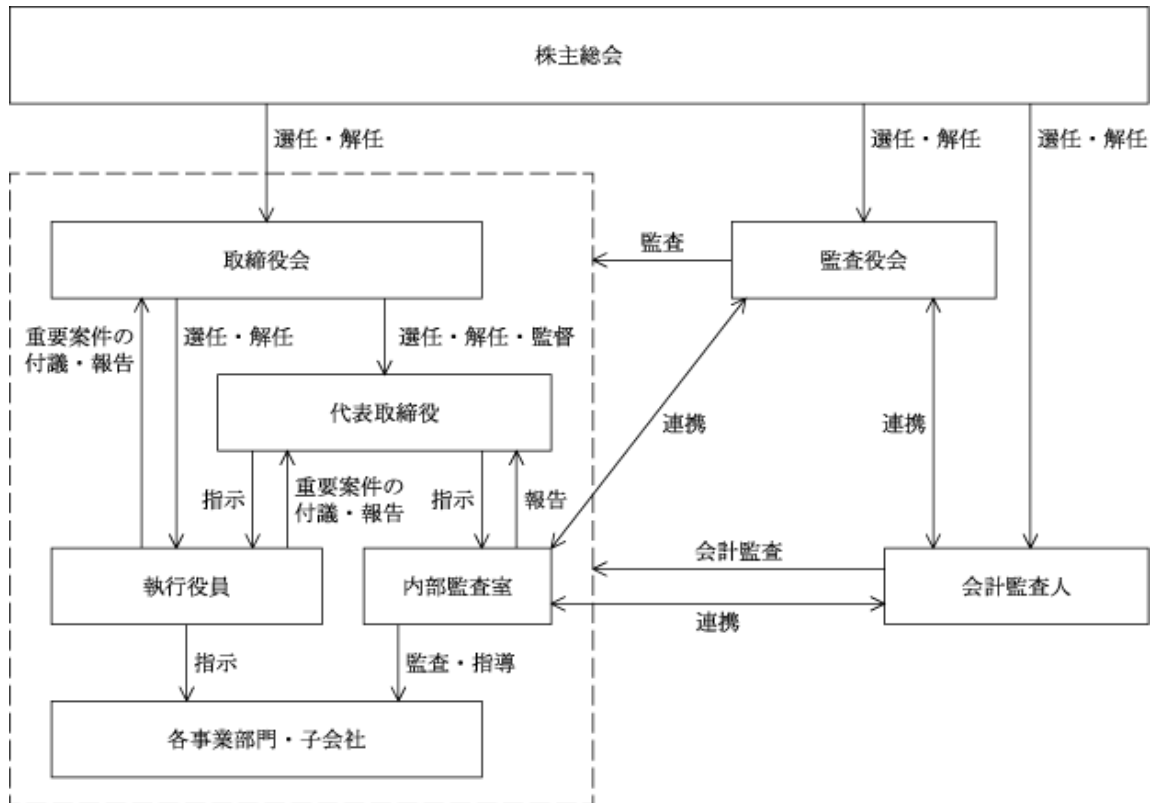 株主総会
選任・解任
選任・解任
選任・解任
取締役会
監査
監査役会
重要案件の
付議・報告
選任・解任
選任・解任・監督
代表取締役
連携
連携
指示
重要案件の
付議・報告
指示
報告
執行役員
内部監査室
会計監査
会計監査人
連携
指示
監査・指導
各事業部門・子会社